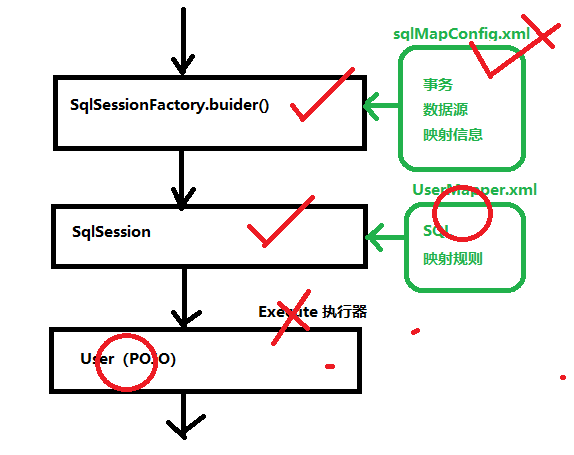 sqlMapConfig.xml
SqlSessionFactory.buider()
事务
数据源
映射信息
UserMapper.xml
SqlSession
SQL
映射规则
Execute 执行器
User（POJO）